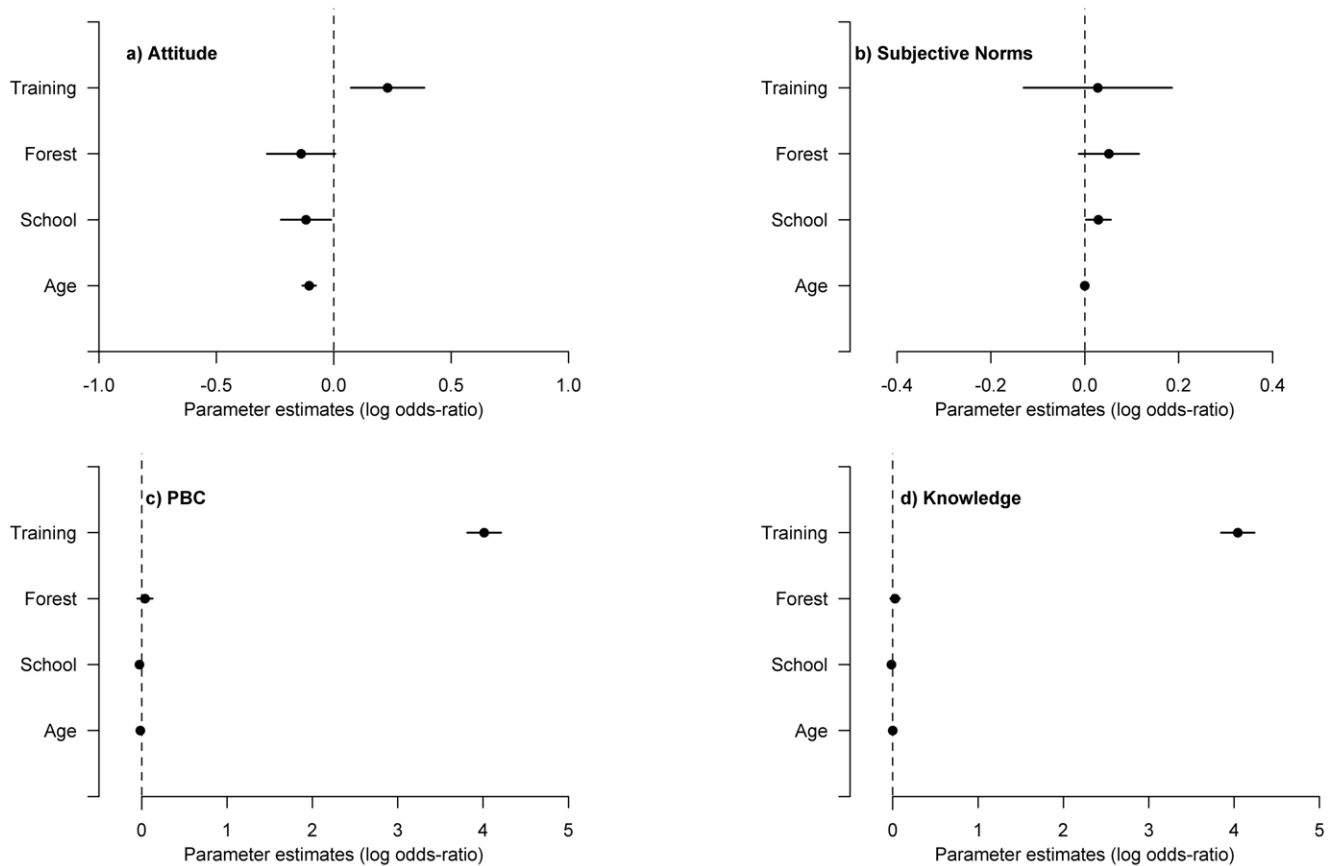 a) Attitude
Training
Forest
School
Age
-1.0 -0.5 0.0 0.5 1.0
Parameter estimates (log odds-ratio)
b) Subjective Norms
Training
Forest
School
Age
-0.4 -0.2 0.0 0.2 0.4
Parameter estimates (log odds-ratio)
c) PBC
Training
Forest
School
Age
0 1 2 3 4 5
Parameter estimates (log odds-ratio)
d) Knowledge
Training
Forest
School
Age
0 1 2 3 4 5
Parameter estimates (log odds-ratio)